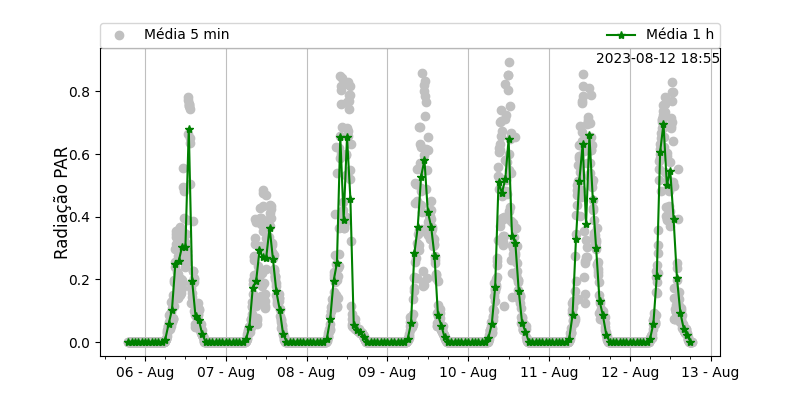 Média 5 min
Média 1 h
2023-08-12 18:55
Radiação PAR
0.8
0.6
0.4
0.2
0.0
06 - Aug
07 - Aug
08 - Aug
09 - Aug
10 - Aug
11 - Aug
12 - Aug
13 - Aug